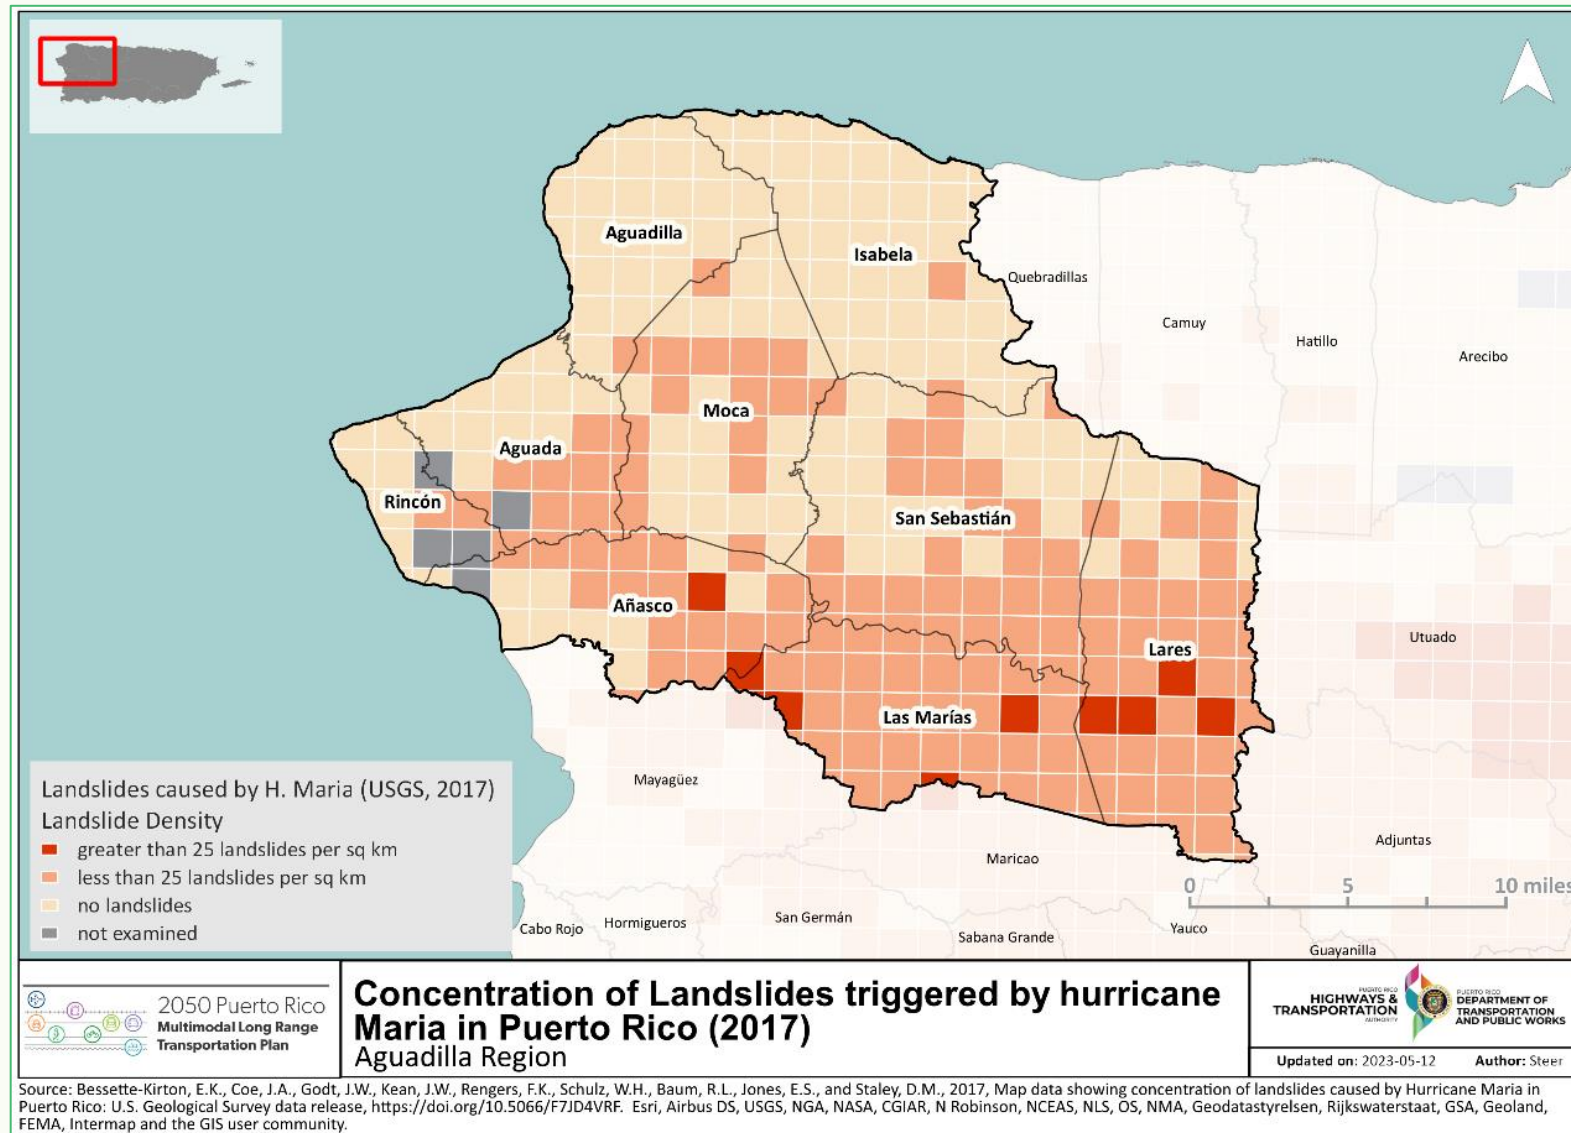 Aguadilla
Isabela
Quebradillas
Camuy
Hatillo
Arecibo
Moca
Aguada
Rincón
San Sebastián
Añasco
Utuado
Lares
Las Marías
Mayagüez
Maricao
Adjuntas
Cabo Rojo
Hormigueros
San Germán
Sabana Grande
Yauco
Guayanilla
0 5 10 miles
Landslides caused by H. Maria (USGS, 2017)
Landslide Density
greater than 25 landslides per sq km
less than 25 landslides per sq km
no landslides
not examined
2050 Puerto Rico
Multimodal Long Range
Transportation Plan
Concentration of Landslides triggered by hurricane
Maria in Puerto Rico (2017)
Aguadilla Region
PUERTO RICO
HIGHWAYS &
TRANSPORTATION
AUTHORITY
PUERTO RICO
DEPARTMENT OF
TRANSPORTATION
AND PUBLIC WORKS
Updated on: 2023-05-12 Author: Steer
Source: Bessette-Kirton, E.K., Coe, J.A., Godt, J.W., Kean, J.W., Rengers, F.K., Schulz, W.H., Baum, R.L., Jones, E.S., and Staley, D.M., 2017, Map data showing concentration of landslides caused by Hurricane Maria in
Puerto Rico: U.S. Geological Survey data release, https://doi.org/10.5066/F7JD4VRF. Esri, Airbus DS, USGS, NGA, NASA, CGIAR, N Robinson, NCEAS, NLS, OS, NMA, Geodatastyrelsen, Rijkswaterstaat, GSA, Geoland,
FEMA, Intermap and the GIS user community.